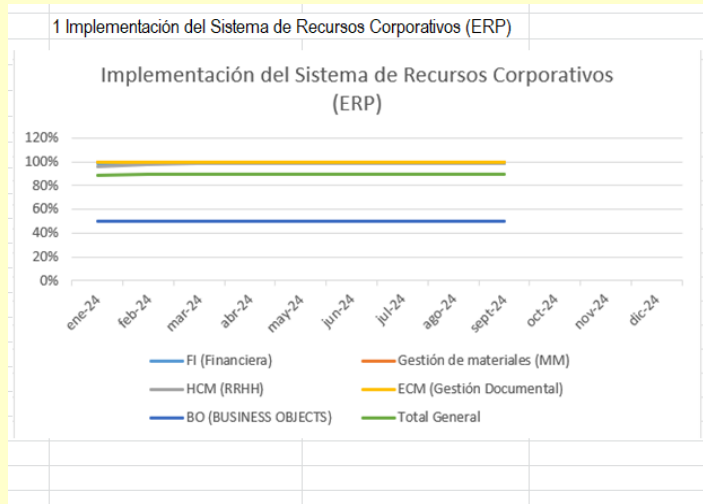 1 Implementación del Sistema de Recursos Corporativos (ERP)
Implementación del Sistema de Recursos Corporativos
(ERP)
120%
100%
80%
60%
40%
20%
0%
ene-24 feb-24 mar-24 abr-24 may-24 jun-24 jul-24 ago-24 sept-24 oct-24 nov-24 dic-24
FI (Financiera) Gestión de materiales (MM)
HCM (RRHH) ECM (Gestión Documental)
BO (BUSINESS OBJECTS) Total General